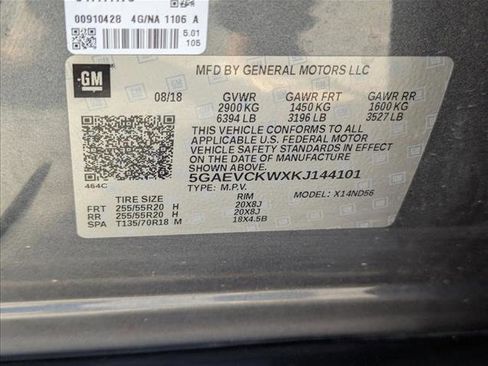 00910428 4G/NA 1106 A
5.01
105
GM
MFD BY GENERAL MOTORS LLC
08/18 GVWR GAWR FRT GAWR RR
2900 KG 1450 KG 1600 KG
6394 LB 3196 LB 3527 LB
THIS VEHICLE CONFORMS TO ALL
APPLICABLE U.S. FEDERAL MOTOR
VEHICLE SAFETY STANDARDS IN EFFECT
ON THE DATE OF MANUFACTURE
SHOWN ABOVE.
5GAEVCKWXKJ144101
464C TYPE: M.P.V. MODEL: X14ND56
TIRE SIZE RIM
FRT 255/55R20 H 20X8J
RR 255/55R20 H 20X8J
SPA T135/70R18 M 18X4.5B